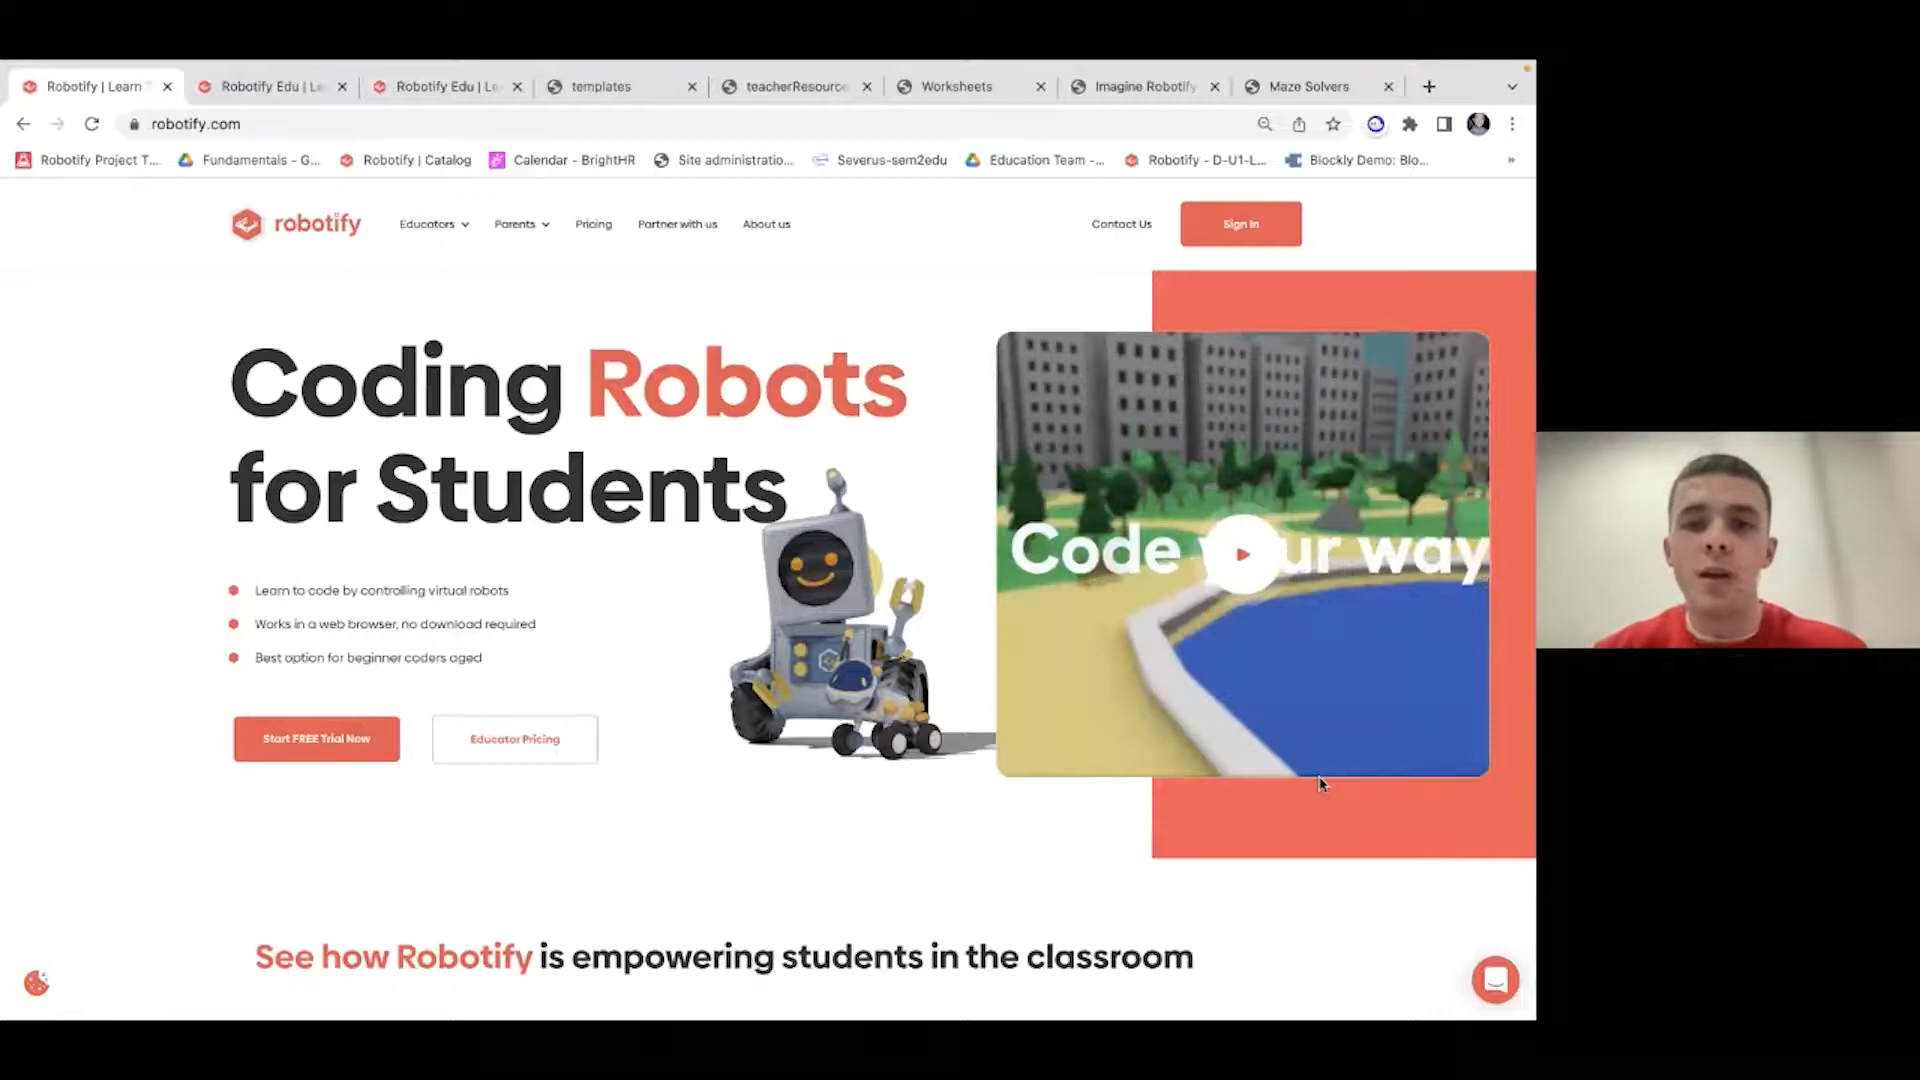 Robotify | Learn T
Robotify Edu | Le
Robotify Edu | Le
templates
teacherResource
Worksheets
Imagine Robotify
Maze Solvers
robotify.com
Robotify Project T...
Fundamentals - G...
Robotify | Catalog
Calendar - BrightHR
Site administratio...
Severus-sem2edu
Education Team -...
Robotify - D-U1-L...
Blockly Demo: Blo...
robotify
Educators
Parents
Pricing
Partner with us
About us
Contact Us
Sign In
Coding Robots
for Students
Learn to code by controlling virtual robots
Works in a web browser, no download required
Best option for beginner coders aged
Start FREE Trial Now
Educator Pricing
Code your way
See how Robotify is empowering students in the classroom